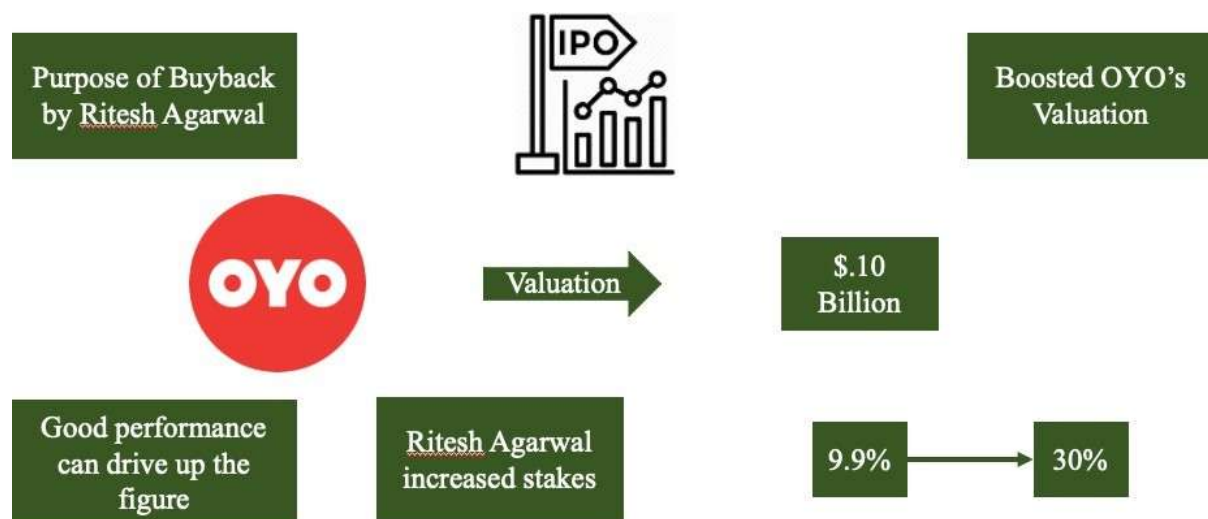 Purpose of Buyback
by Ritesh Agarwal
IPO
Boosted OYO’s
Valuation
OYO
Valuation
$.10
Billion
Good performance
can drive up the
figure
Ritesh Agarwal
increased stakes
9.9%
30%